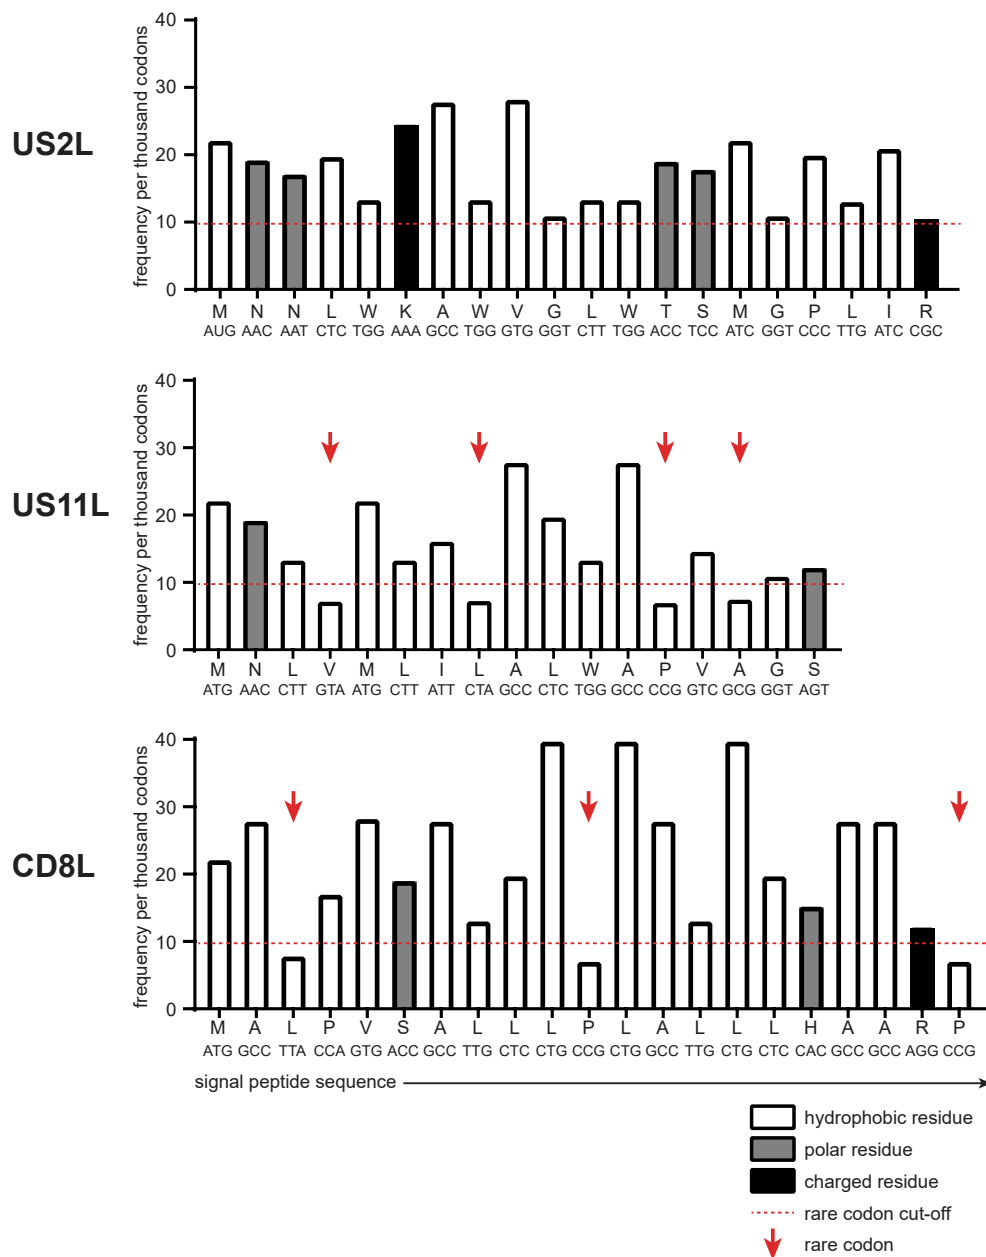 US2L
frequency per thousand codons
40
30
20
10
0
M N N L W K A W V G L W T S M G P L I R
AUG AAC AAT CTC TGG AAA GCC TGG GTG GGT CTT TGG ACC TCC ATC GGT CCC TTG ATC CGC
US11L
frequency per thousand codons
40
30
20
10
0
M N L V M L I L A L W A P V A G S
ATG AAC CTT GTA ATG CTT ATT CTA GCC CTC TGG GCC CCG GTC GCG GGT AGT
CD8L
frequency per thousand codons
40
30
20
10
0
M A L P V S A L L L P L A L L L H A A R P
ATG GCC TTA CCA GTG ACC GCC TTG CTC CTG CCG CTG GCC TTG CTG CTC CAC GCC GCC AGG CCG
signal peptide sequence
hydrophobic residue
polar residue
charged residue
rare codon cut-off
rare codon